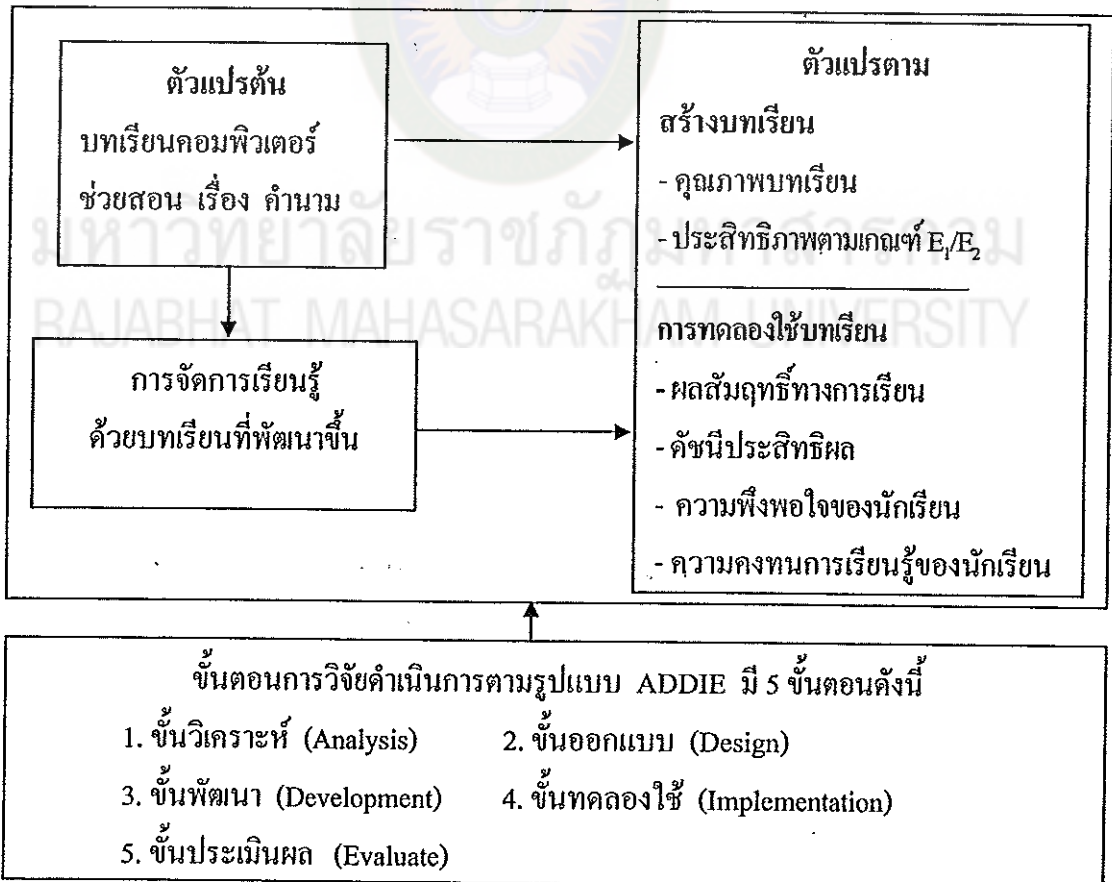 ตัวแปรต้น
บทเรียนคอมพิวเตอร์
ช่วยสอน เรื่อง คำนาม
การจัดการเรียนรู้
ด้วยบทเรียนที่พัฒนาขึ้น
ตัวแปรตาม
สร้างบทเรียน
- คุณภาพบทเรียน
- ประสิทธิภาพตามเกณฑ์ E₁/E₂
การทดลองใช้บทเรียน
- ผลสัมฤทธิ์ทางการเรียน
- ดัชนีประสิทธิผล
- ความพึงพอใจของนักเรียน
- ความคงทนการเรียนรู้ของนักเรียน
มหาวิทยาลัยราชภัฏมหาสารคาม
RAJABHAT MAHASARAKHAM UNIVERSITY
ขั้นตอนการวิจัยดำเนินการตามรูปแบบ ADDIE มี 5 ขั้นตอนดังนี้
1. ขั้นวิเคราะห์ (Analysis) 2. ขั้นออกแบบ (Design)
3. ขั้นพัฒนา (Development) 4. ขั้นทดลองใช้ (Implementation)
5. ขั้นประเมินผล (Evaluate)